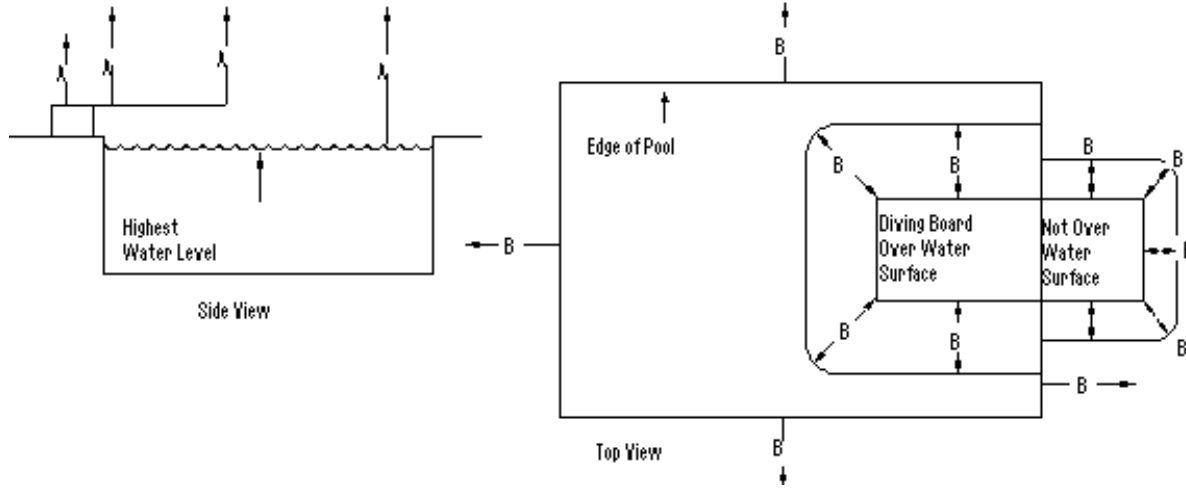 A
A
A
A
Highest
Water Level
Side View
B
Edge of Pool
B
B
B
B
Diving Board
Over Water
Surface
Not Over
Water
Surface
B
B
B
B
B
B
B
B
Top View
B